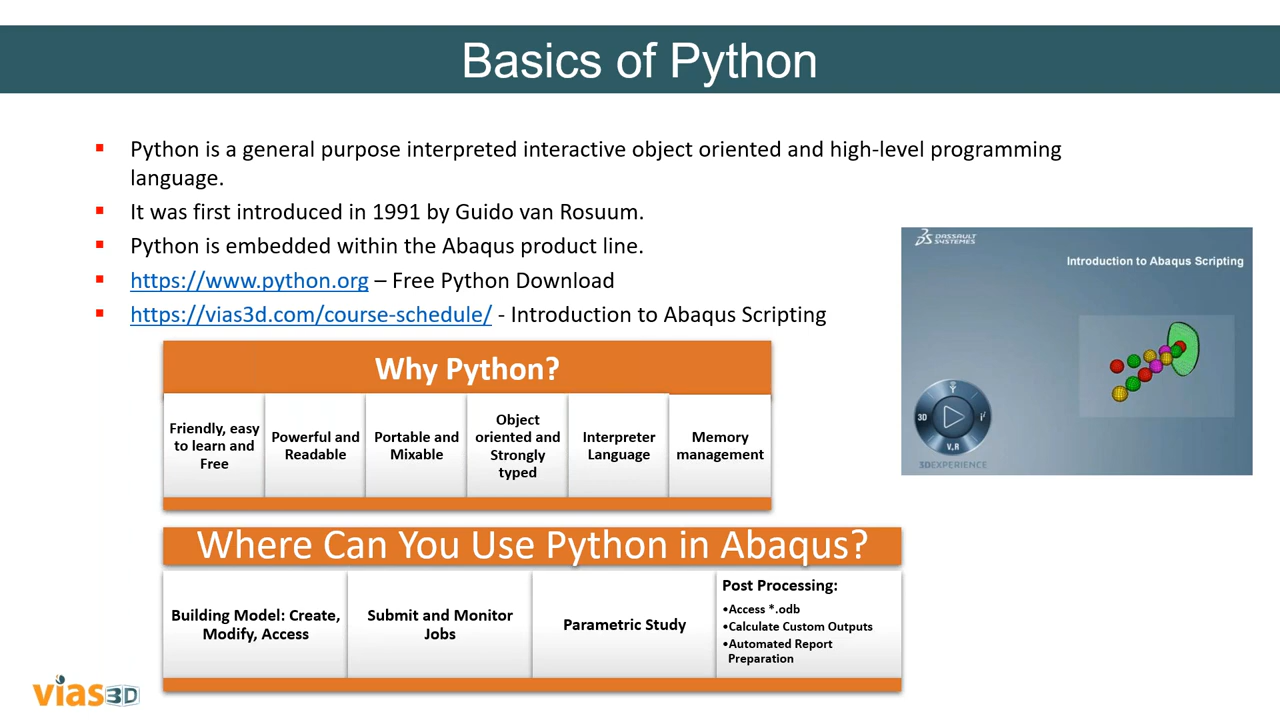 Basics of Python
Python is a general purpose interpreted interactive object oriented and high-level programming
language.
It was first introduced in 1991 by Guido van Rosuum.
Python is embedded within the Abaqus product line.
https://www.python.org – Free Python Download
https://vias3d.com/course-schedule/ - Introduction to Abaqus Scripting
DASSAULT
SYSTEMES
Introduction to Abaqus Scripting
3D
V.R
3DEXPERIENCE
Why Python?
Friendly, easy
to learn and
Free
Powerful and
Readable
Portable and
Mixable
Object
oriented and
Strongly
typed
Interpreter
Language
Memory
management
Where Can You Use Python in Abaqus?
Building Model: Create,
Modify, Access
Submit and Monitor
Jobs
Parametric Study
Post Processing:
•Access *.odb
•Calculate Custom Outputs
•Automated Report
Preparation
vias3D